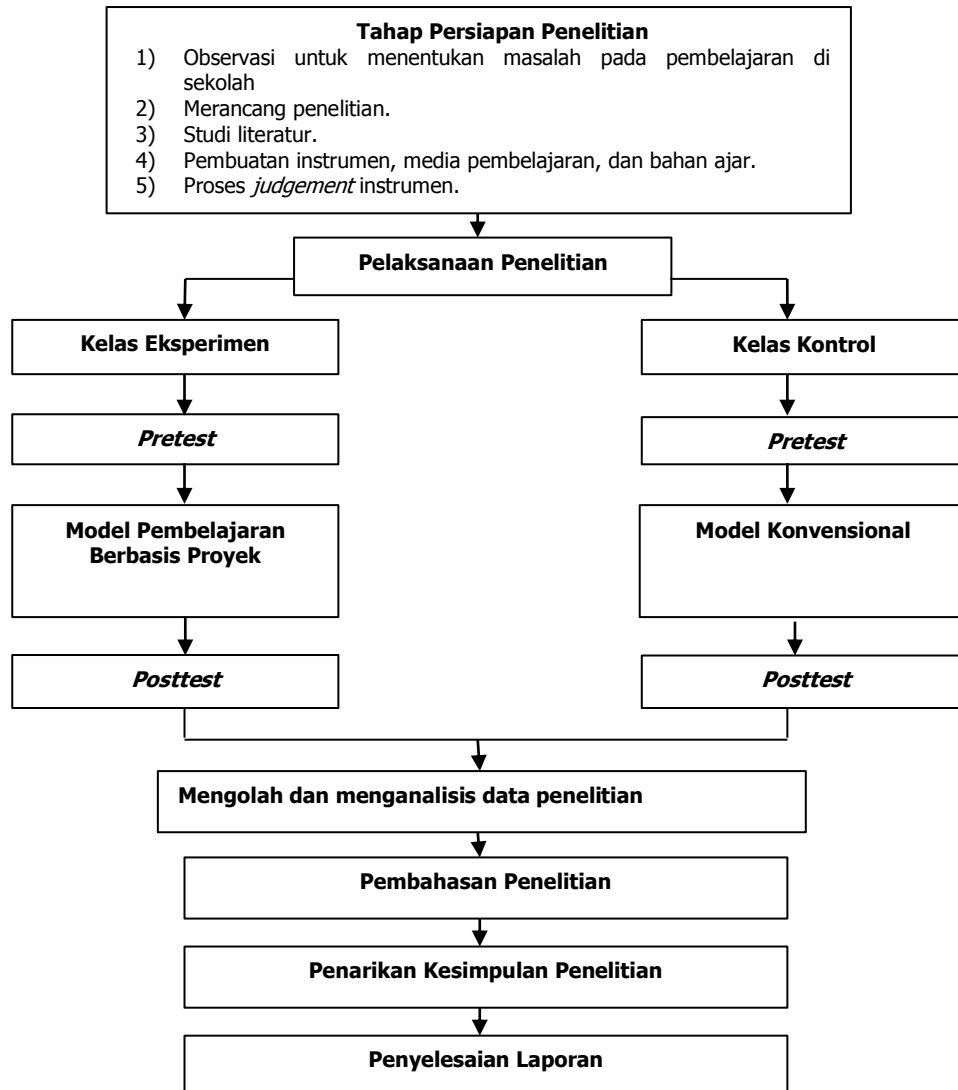 Tahap Persiapan Penelitian
1) Observasi untuk menentukan masalah pada pembelajaran di
sekolah
2) Merancang penelitian.
3) Studi literatur.
4) Pembuatan instrumen, media pembelajaran, dan bahan ajar.
5) Proses judgement instrumen.
Pelaksanaan Penelitian
Kelas Eksperimen
Kelas Kontrol
Pretest
Pretest
Model Pembelajaran
Berbasis Proyek
Model Konvensional
Posttest
Posttest
Mengolah dan menganalisis data penelitian
Pembahasan Penelitian
Penarikan Kesimpulan Penelitian
Penyelesaian Laporan